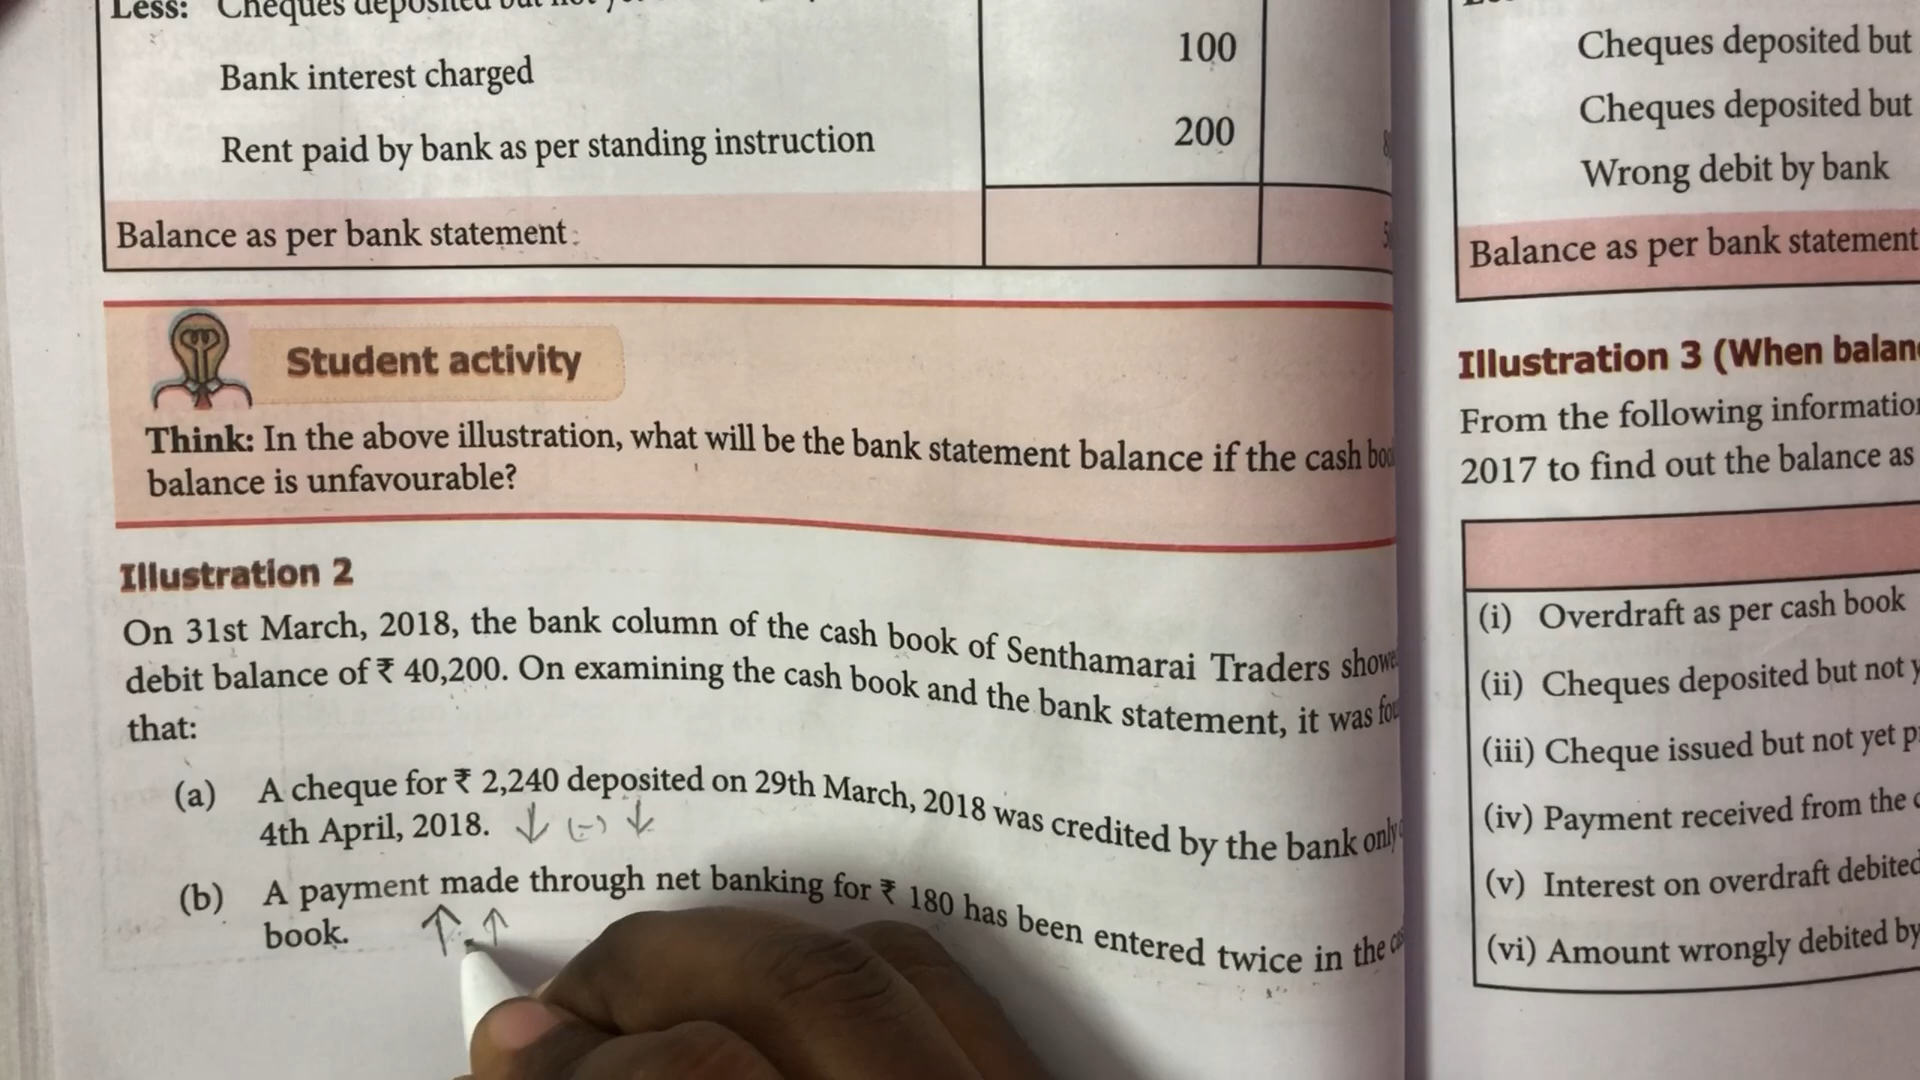 Less: Cheques deposited but not
Bank interest charged 100
Rent paid by bank as per standing instruction 200
Balance as per bank statement
Student activity
Think: In the above illustration, what will be the bank statement balance if the cash
balance is unfavourable?
Illustration 2
On 31st March, 2018, the bank column of the cash book of Senthamarai Traders
debit balance of ₹ 40,200. On examining the cash book and the bank statement, it was
that:
(a) A cheque for ₹ 2,240 deposited on 29th March, 2018 was credited by the bank only
4th April, 2018. ↓ (-) ↓
(b) A payment made through net banking for ₹ 180 has been entered twice in the
book. ↑ ↑
Cheques deposited but
Cheques deposited but
Wrong debit by bank
Balance as per bank statement
Illustration 3 (When
From the following
2017 to find out the balance as
(i) Overdraft as per cash book
(ii) Cheques deposited but not
(iii) Cheque issued but not yet
(iv) Payment received from the
(v) Interest on overdraft debited
(vi) Amount wrongly debited by